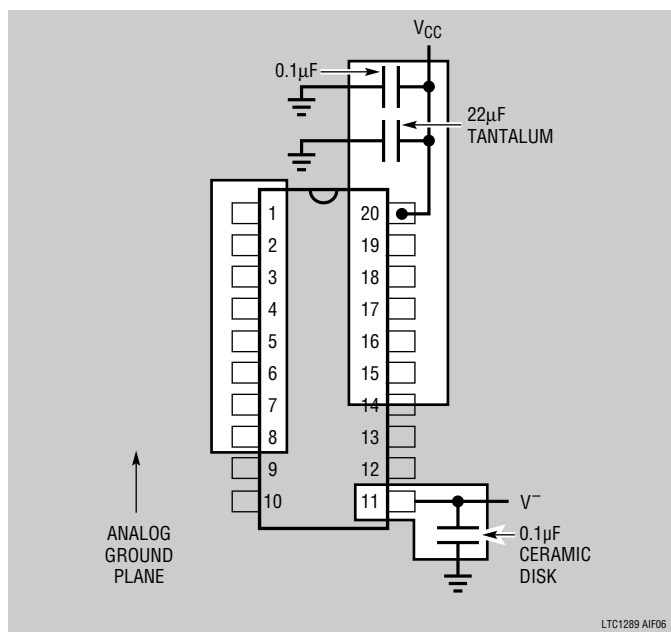 VCC
0.1µF
22µF
TANTALUM
1 20
2 19
3 18
4 17
5 16
6 15
7 14
8 13
9 12
10 11
V–
ANALOG
GROUND
PLANE
0.1µF
CERAMIC
DISK
LTC1289 AIF06